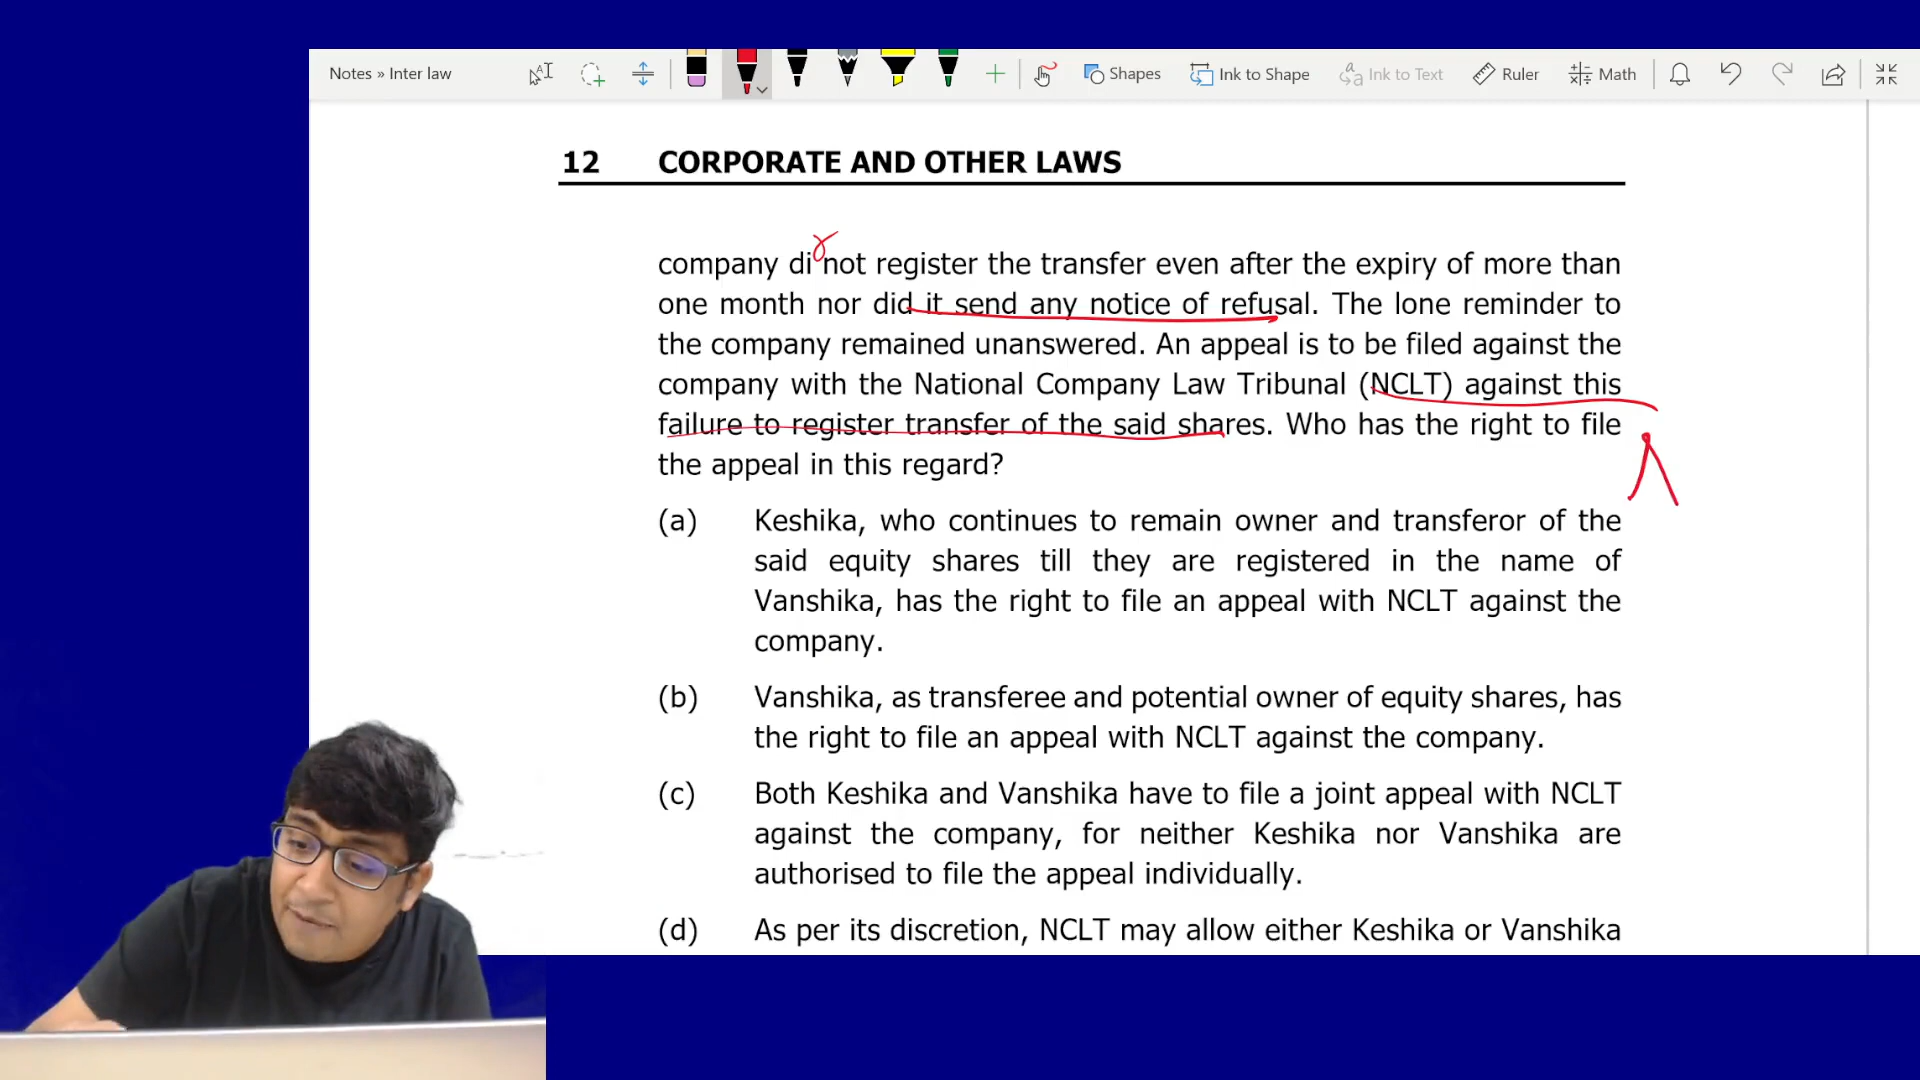 Notes » Inter law
Shapes
Ink to Shape
Ink to Text
Ruler
Math
12 CORPORATE AND OTHER LAWS
company di not register the transfer even after the expiry of more than
one month nor did it send any notice of refusal. The lone reminder to
the company remained unanswered. An appeal is to be filed against the
company with the National Company Law Tribunal (NCLT) against this
failure to register transfer of the said shares. Who has the right to file
the appeal in this regard?
(a) Keshika, who continues to remain owner and transferor of the
said equity shares till they are registered in the name of
Vanshika, has the right to file an appeal with NCLT against the
company.
(b) Vanshika, as transferee and potential owner of equity shares, has
the right to file an appeal with NCLT against the company.
(c) Both Keshika and Vanshika have to file a joint appeal with NCLT
against the company, for neither Keshika nor Vanshika are
authorised to file the appeal individually.
(d) As per its discretion, NCLT may allow either Keshika or Vanshika